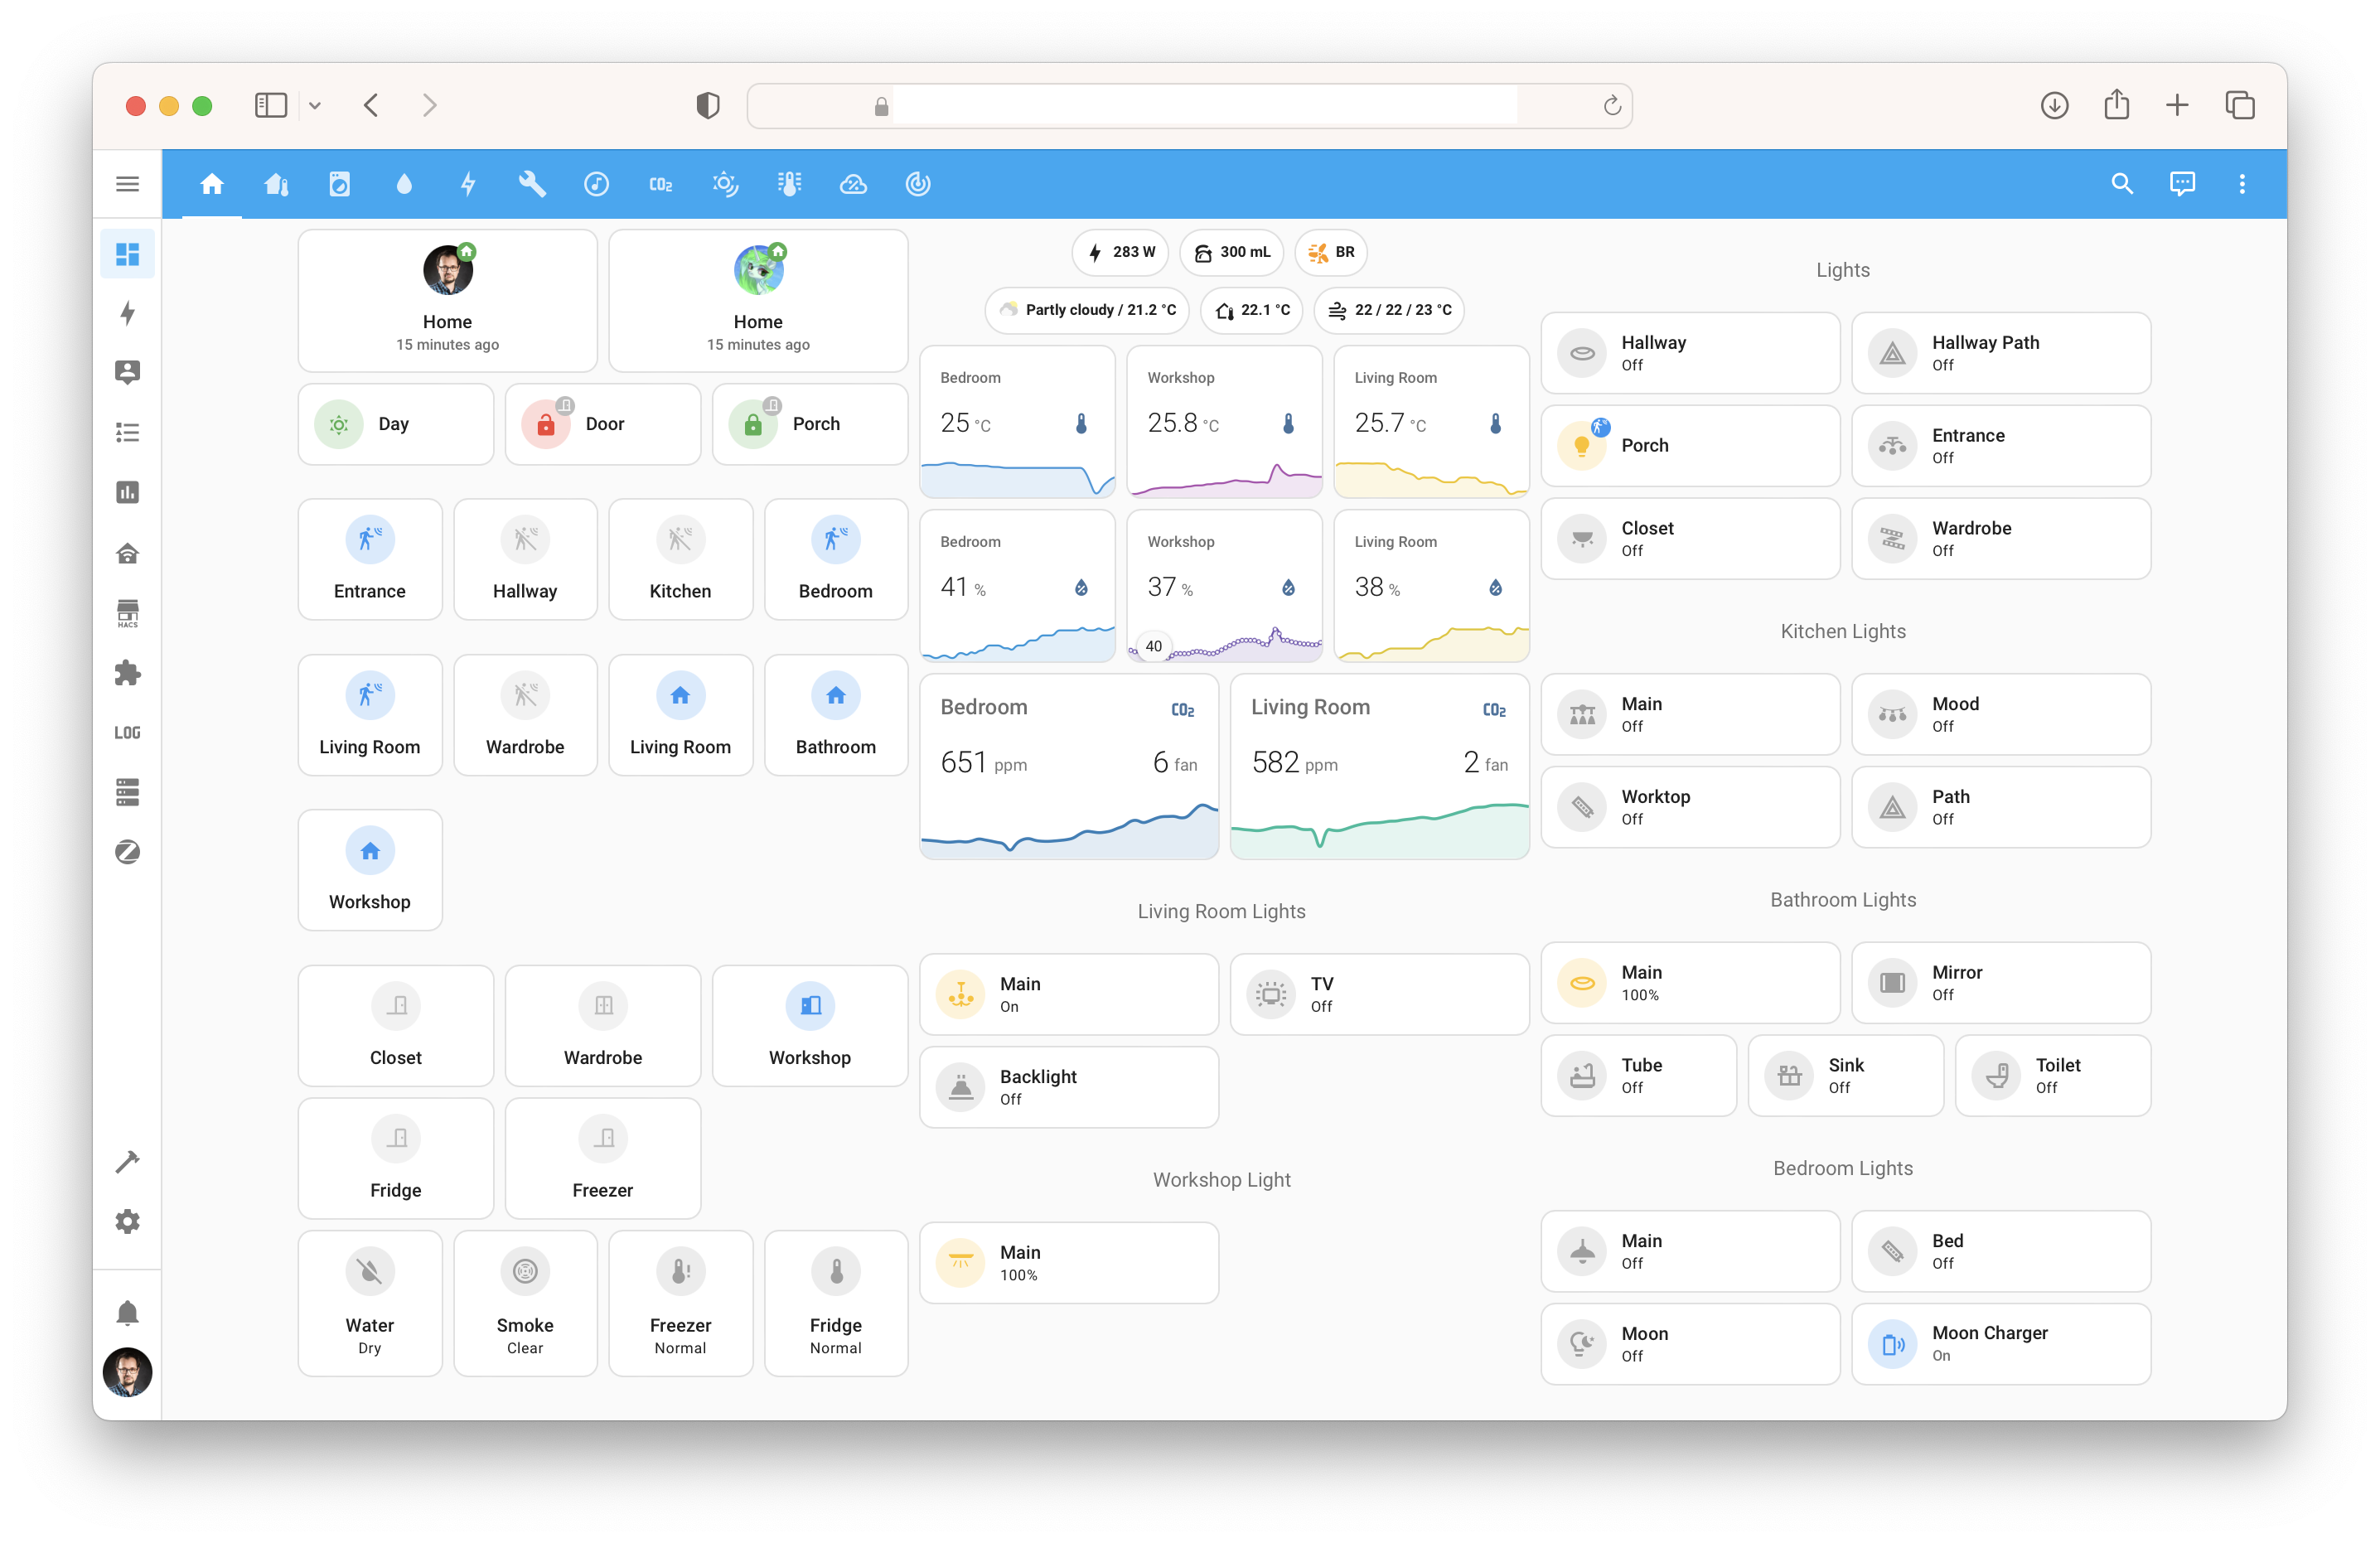 CO2
HACS
LOG
Home
15 minutes ago
Home
15 minutes ago
Day
Door
Porch
Entrance
Hallway
Kitchen
Bedroom
Living Room
Wardrobe
Living Room
Bathroom
Workshop
Closet
Wardrobe
Workshop
Fridge
Freezer
Water
Dry
Smoke
Clear
Freezer
Normal
Fridge
Normal
283 W
300 mL
BR
Partly cloudy / 21.2 °C
22.1 °C
22 / 22 / 23 °C
Bedroom
25 °C
Workshop
25.8 °C
Living Room
25.7 °C
Bedroom
41 %
Workshop
37 %
40
Living Room
38 %
Bedroom
CO2
651 ppm
6 fan
Living Room
CO2
582 ppm
2 fan
Living Room Lights
Main
On
TV
Off
Backlight
Off
Workshop Light
Main
100%
Lights
Hallway
Off
Hallway Path
Off
Porch
Entrance
Off
Closet
Off
Wardrobe
Off
Kitchen Lights
Main
Off
Mood
Off
Worktop
Off
Path
Off
Bathroom Lights
Main
100%
Mirror
Off
Tube
Off
Sink
Off
Toilet
Off
Bedroom Lights
Main
Off
Bed
Off
Moon
Off
Moon Charger
On